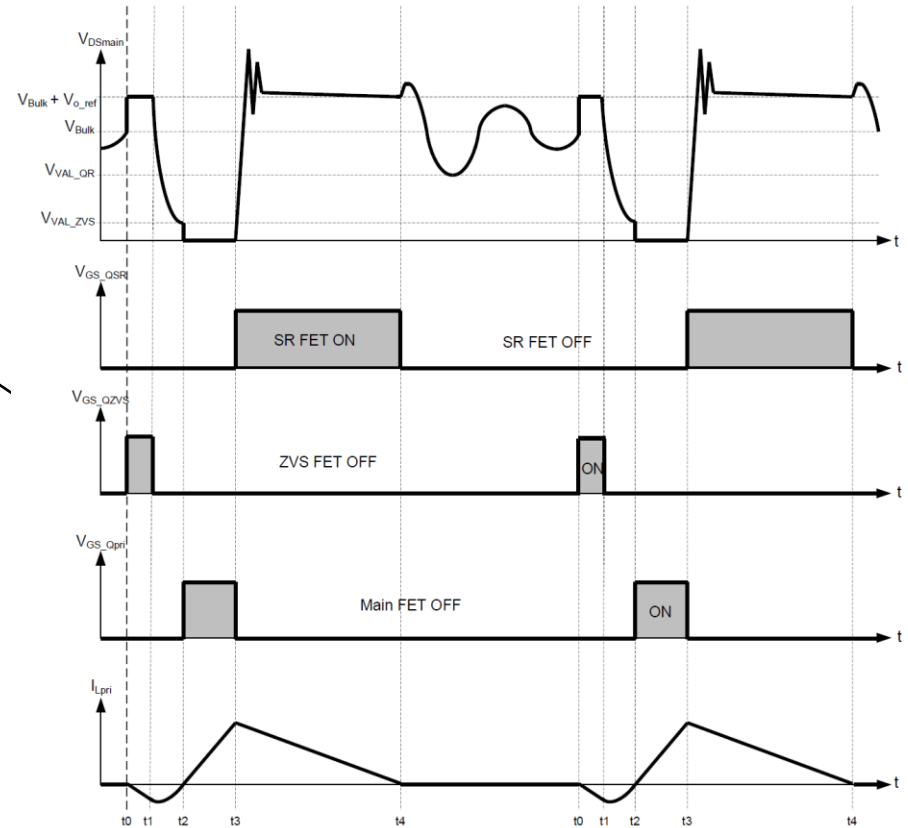 VDSmain
VBulk + Vo_ref
VBulk
VVAL_QR
VVAL_ZVS
t
VGS_QSR
SR FET ON
SR FET OFF
t
VGS_QZVS
ZVS FET OFF
ON
t
VGS_Qpri
Main FET OFF
ON
t
ILpri
t
t0 t1 t2 t3 t4 t0 t1 t2 t3 t4